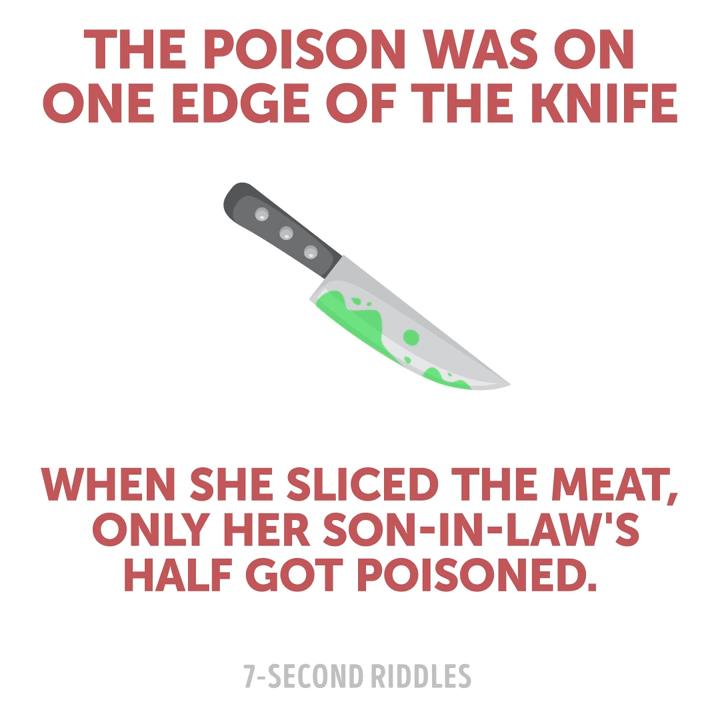 THE POISON WAS ON
ONE EDGE OF THE KNIFE
WHEN SHE SLICED THE MEAT,
ONLY HER SON-IN-LAW'S
HALF GOT POISONED.
7-SECOND RIDDLES